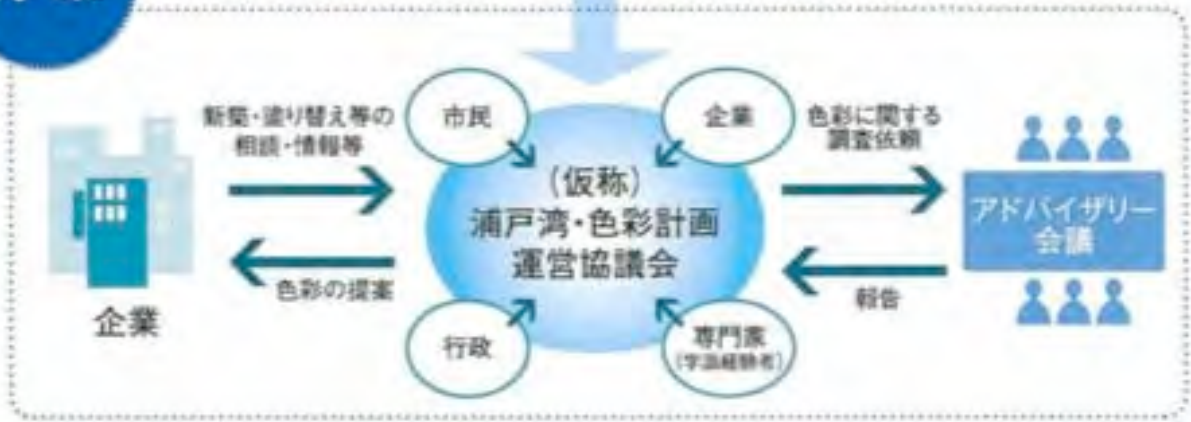 新築・塗り替え等の
相談・情報等
色彩の提案
企業
市民
企業
(仮称)
浦戸湾・色彩計画
運営協議会
行政
専門家
(学識経験者)
色彩に関する
調査依頼
報告
アドバイザリー
会議